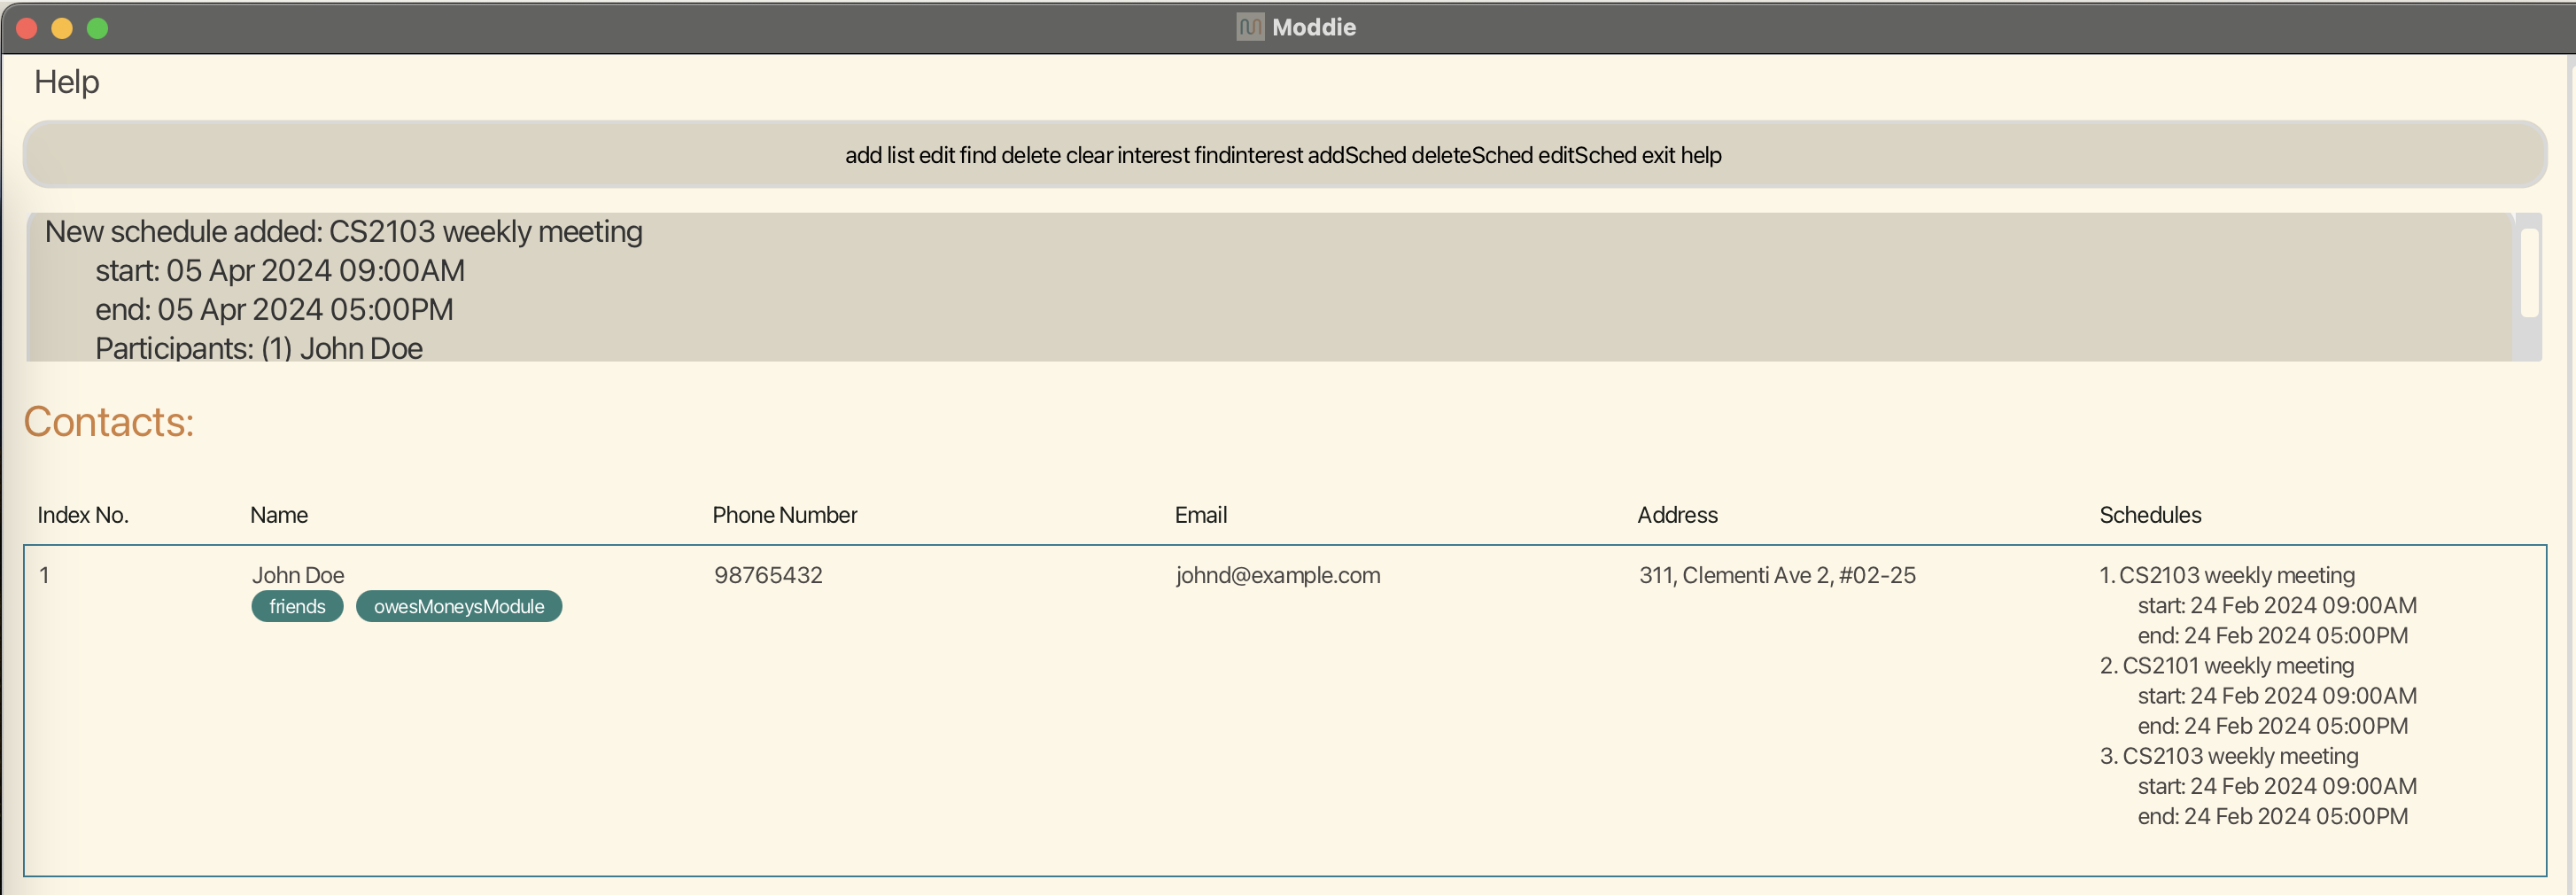 Moddie
Help
add list edit find delete clear interest findinterest addSched deleteSched editSched exit help
New schedule added: CS2103 weekly meeting
start: 05 Apr 2024 09:00AM
end: 05 Apr 2024 05:00PM
Participants: (1) John Doe
Contacts:
Index No. Name Phone Number Email Address Schedules
1 John Doe 98765432 johnd@example.com 311, Clementi Ave 2, #02-25 1. CS2103 weekly meeting
friends owesMoneysModule start: 24 Feb 2024 09:00AM
end: 24 Feb 2024 05:00PM
2. CS2101 weekly meeting
start: 24 Feb 2024 09:00AM
end: 24 Feb 2024 05:00PM
3. CS2103 weekly meeting
start: 24 Feb 2024 09:00AM
end: 24 Feb 2024 05:00PM